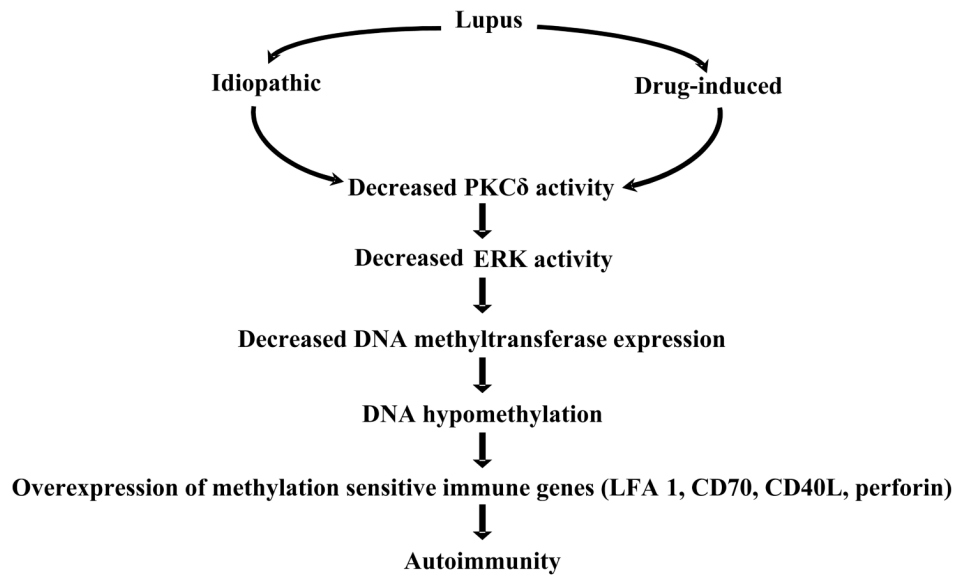 Lupus
Idiopathic
Drug-induced
Decreased PKCδ activity
Decreased ERK activity
Decreased DNA methyltransferase expression
DNA hypomethylation
Overexpression of methylation sensitive immune genes (LFA 1, CD70, CD40L, perforin)
Autoimmunity